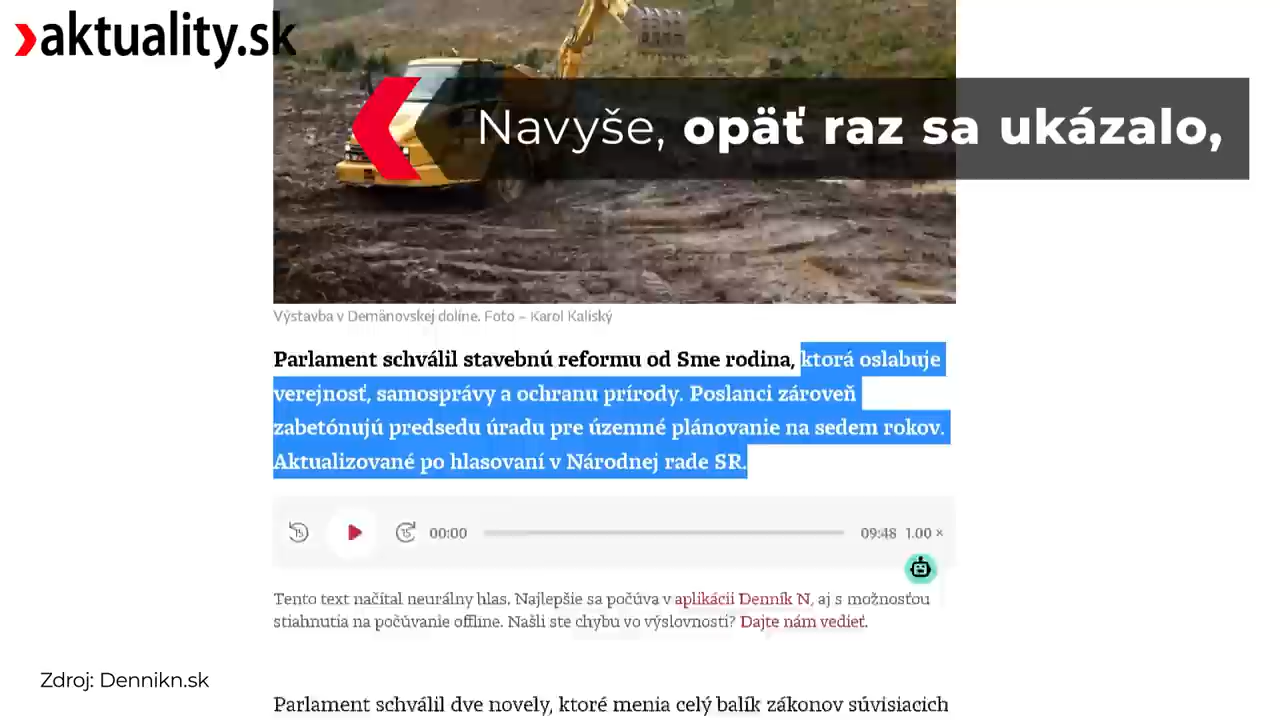 aktuality.sk
Navyše, opäť raz sa ukázalo,
Výstavba v Demänovskej doline. Foto – Karol Kaliský
Parlament schválil stavebnú reformu od Sme rodina, ktorá oslabuje
verejnosť, samosprávy a ochranu prírody. Poslanci zároveň
zabetónujú predsedu úradu pre územné plánovanie na sedem rokov.
Aktualizované po hlasovaní v Národnej rade SR.
15
15
00:00
09:48
1.00 ×
Tento text načítal neurálny hlas. Najlepšie sa počúva v aplikácii Denník N, aj s možnosťou
stiahnutia na počúvanie offline. Našli ste chybu vo výslovnosti? Dajte nám vedieť.
Zdroj: Dennikn.sk
Parlament schválil dve novely, ktoré menia celý balík zákonov súvisiacich